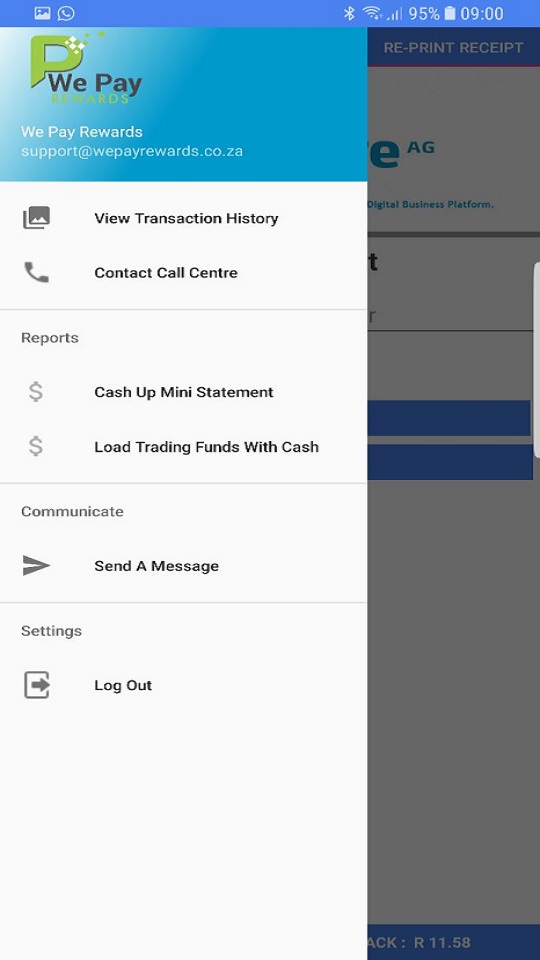 95% 09:00
RE-PRINT RECEIPT
We Pay
REWARDS
We Pay Rewards
support@wepayrewards.co.za
e AG
Digital Business Platform.
View Transaction History
t
Contact Call Centre
r
Reports
Cash Up Mini Statement
Load Trading Funds With Cash
Communicate
Send A Message
Settings
Log Out
ACK : R 11.58